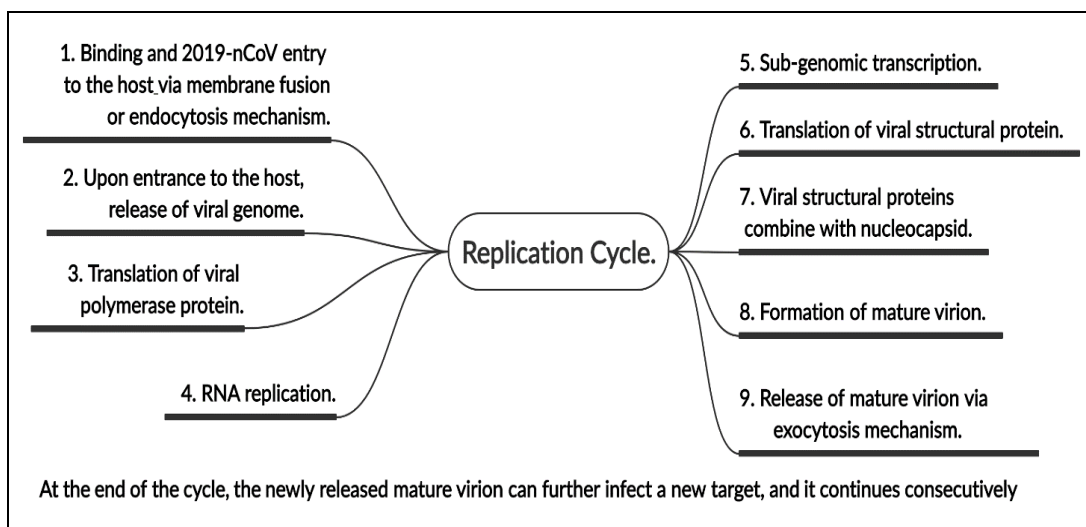 1. Binding and 2019-nCoV entry
to the host via membrane fusion
or endocytosis mechanism.
2. Upon entrance to the host,
release of viral genome.
3. Translation of viral
polymerase protein.
4. RNA replication.
Replication Cycle.
5. Sub-genomic transcription.
6. Translation of viral structural protein.
7. Viral structural proteins
combine with nucleocapsid.
8. Formation of mature virion.
9. Release of mature virion via
exocytosis mechanism.
At the end of the cycle, the newly released mature virion can further infect a new target, and it continues consecutively